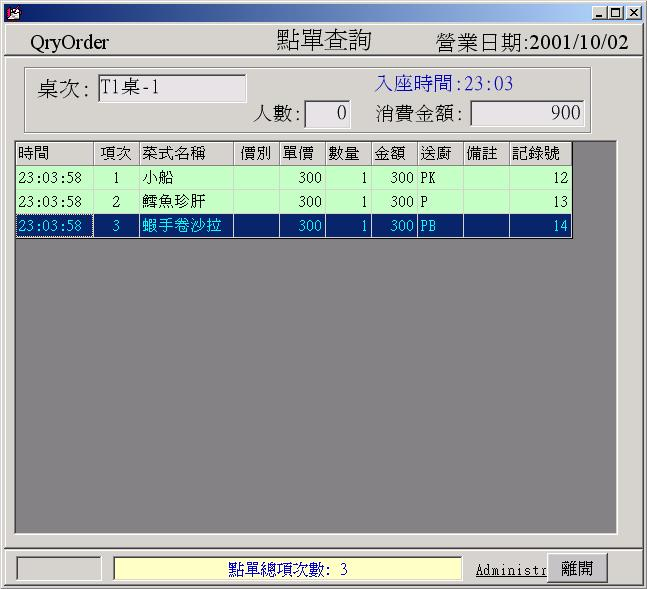 QryOrder 點單查詢 營業日期:2001/10/02
桌次: T1桌-1 入座時間:23:03
人數: 0 消費金額: 900
時間 項次 菜式名稱 價別 單價 數量 金額 送廚 備註 記錄號
23:03:58 1 小船 300 1 300 PK 12
23:03:58 2 鱈魚珍肝 300 1 300 P 13
23:03:58 3 蝦手卷沙拉 300 1 300 PB 14
點單總項次數: 3 Administr 離開